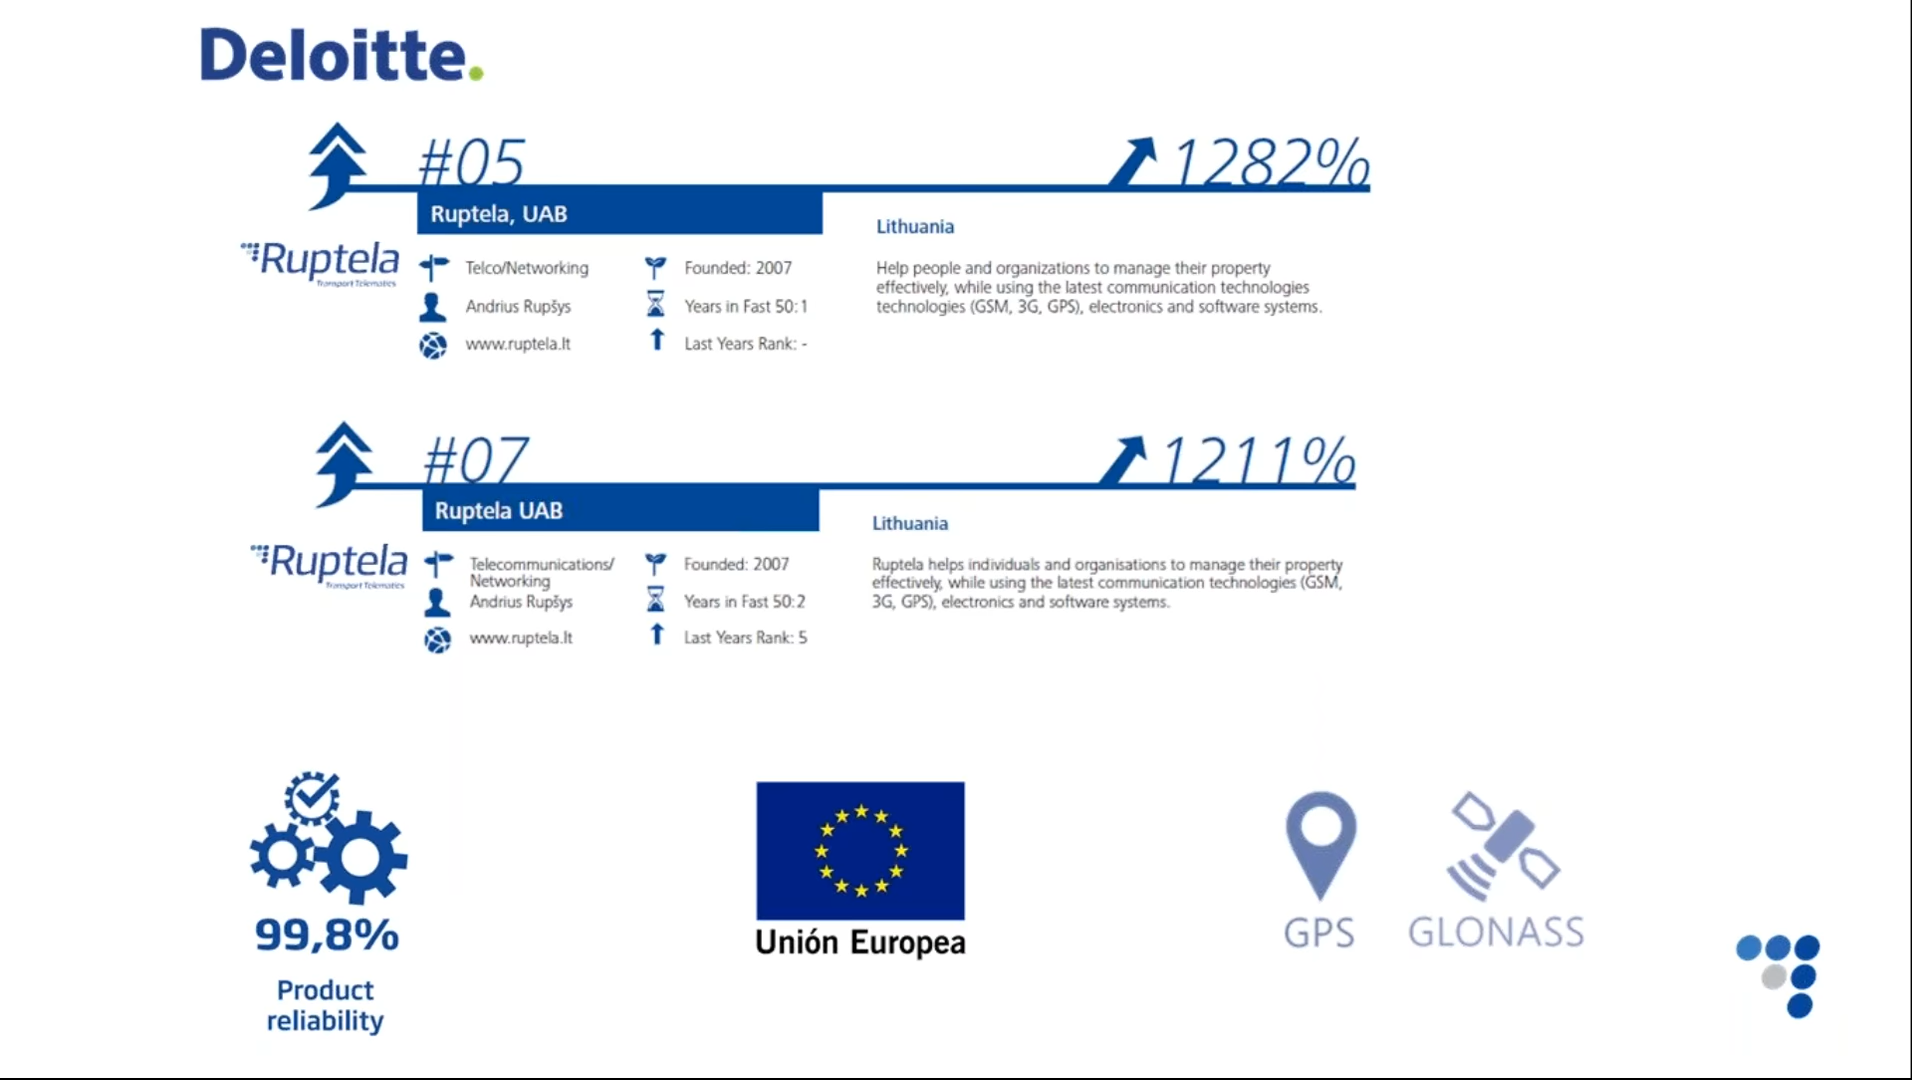 Deloitte.
#05
1282%
Ruptela, UAB
Lithuania
Ruptela
Transport Telematics
Telco/Networking
Founded: 2007
Andrius Rupšys
Years in Fast 50: 1
www.ruptela.lt
Last Years Rank: -
Help people and organizations to manage their property
effectively, while using the latest communication technologies
technologies (GSM, 3G, GPS), electronics and software systems.
#07
1211%
Ruptela UAB
Lithuania
Ruptela
Transport Telematics
Telecommunications/
Networking
Founded: 2007
Andrius Rupšys
Years in Fast 50: 2
www.ruptela.lt
Last Years Rank: 5
Ruptela helps individuals and organisations to manage their property
effectively, while using the latest communication technologies (GSM,
3G, GPS), electronics and software systems.
99,8%
Product
reliability
Unión Europea
GPS
GLONASS